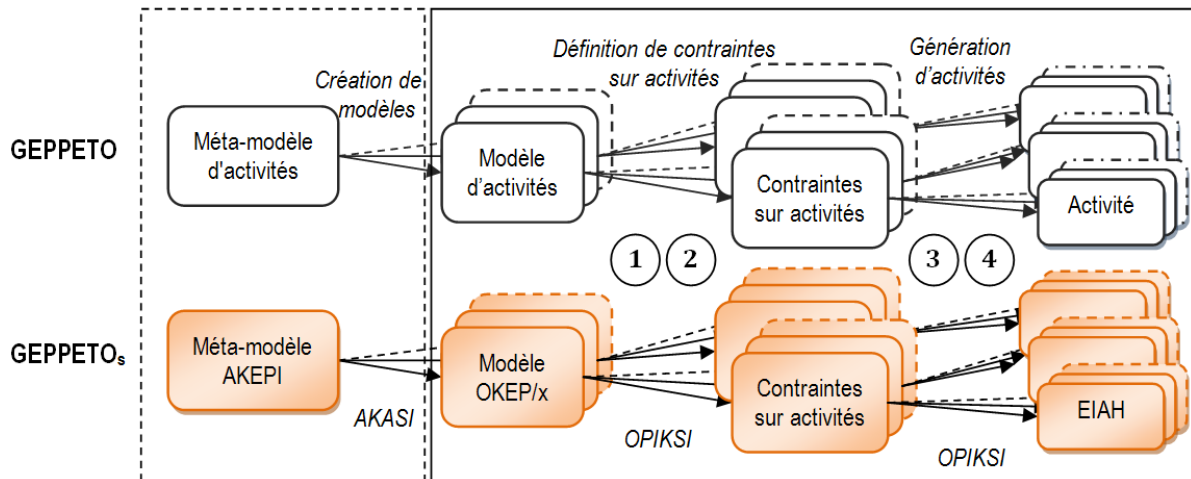 Création de
modèles
Définition de contraintes
sur activités
Génération
d'activités
GEPPETO
Méta-modèle
d'activités
Modèle
d'activités
Contraintes
sur activités
Activité
1 2
3 4
GEPPETOs
Méta-modèle
AKEPI
AKASI
Modèle
OKEP/x
OPIKSI
Contraintes
sur activités
OPIKSI
EIAH